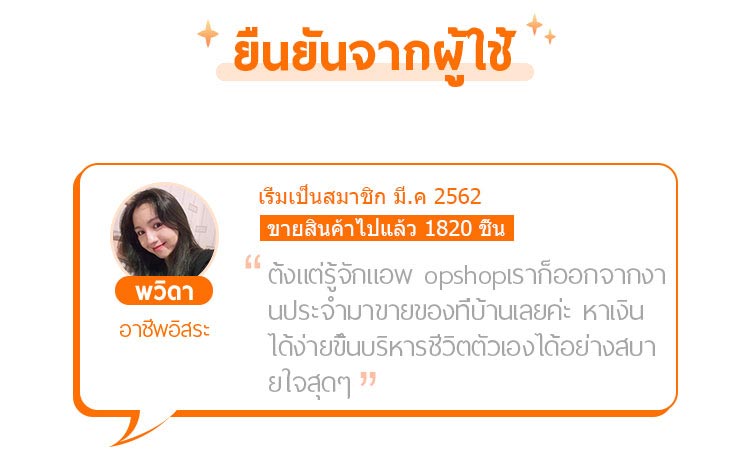 ยืนยันจากผู้ใช้
เริ่มเป็นสมาชิก มี.ค 2562
ขายสินค้าไปแล้ว 1820 ชิ้น
“ ตั้งแต่รู้จักแอพ opshopเราก็ออกจากงา
นประจำมาขายของที่บ้านเลยค่ะ หาเงิน
ได้ง่ายขึ้นบริหารชีวิตตัวเองได้อย่างสบา
ยใจสุดๆ ”
พวิดา
อาชีพอิสระ